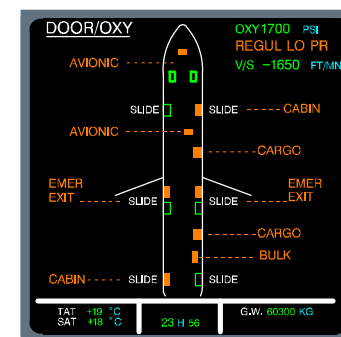 DOOR/OXY OXY 1700 PSI
REGUL LO PR
AVIONIC V/S -1650 FT/MN
SLIDE SLIDE CABIN
AVIONIC
CARGO
EMER EXIT SLIDE SLIDE EMER EXIT
CARGO
BULK
CABIN SLIDE SLIDE
TAT +19 °C G.W. 60300 KG
SAT +18 °C 23 H 56